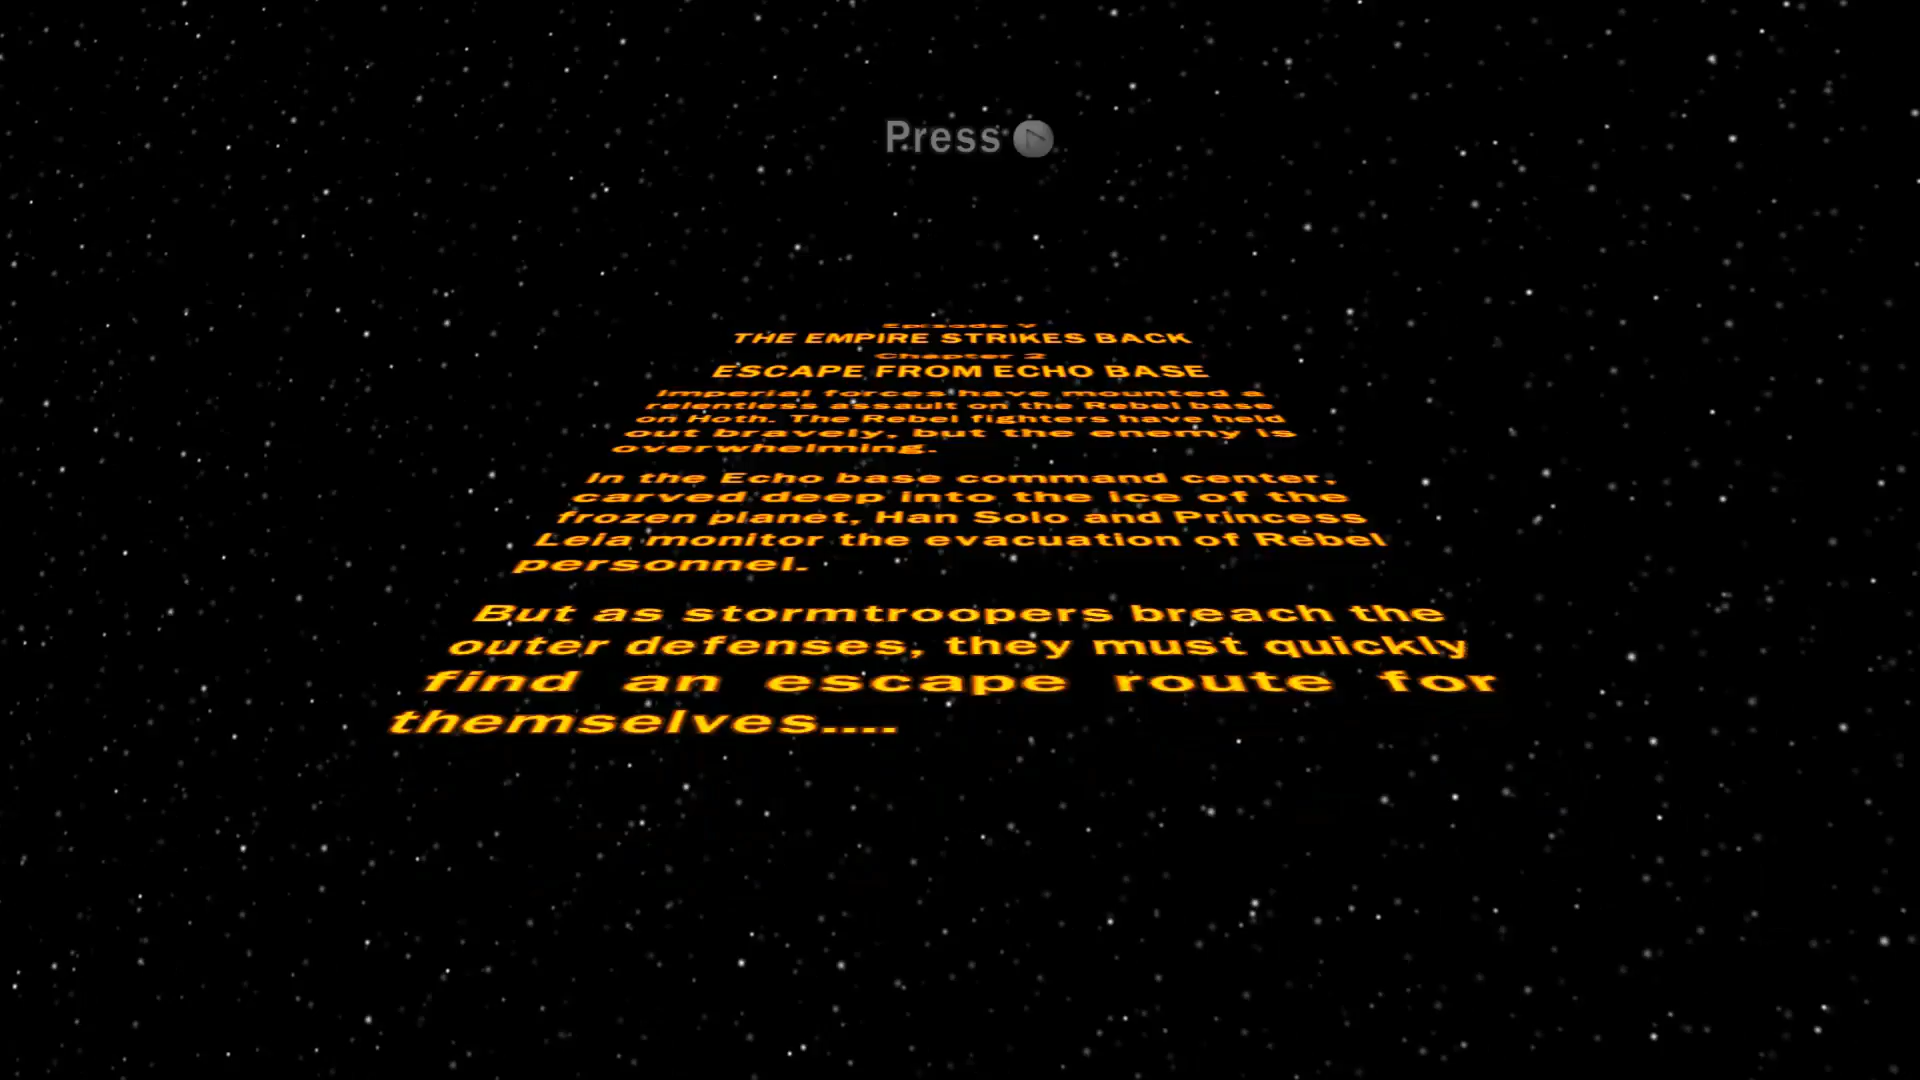 Press
Episode V
THE EMPIRE STRIKES BACK
Chapter 2
ESCAPE FROM ECHO BASE
Imperial forces have mounted a
relentless assault on the Rebel base
on Hoth. The Rebel fighters have held
out bravely, but the enemy is
overwhelming.
In the Echo base command center,
carved deep into the ice of the
frozen planet, Han Solo and Princess
Leia monitor the evacuation of Rebel
personnel.
But as stormtroopers breach the
outer defenses, they must quickly
find an escape route for
themselves....